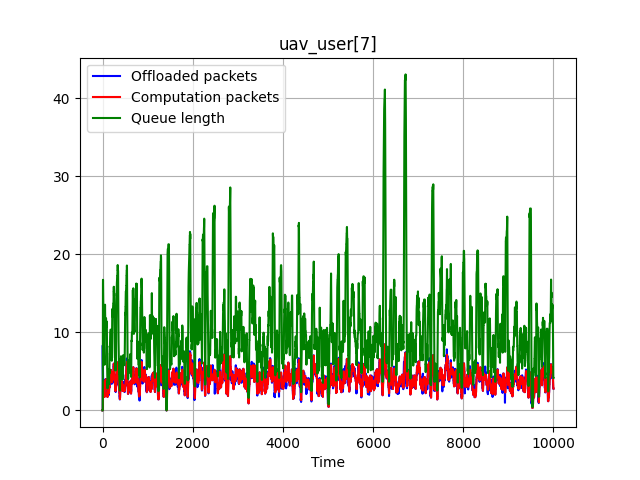 uav_user[7]
Offloaded packets
Computation packets
Queue length
40
30
20
10
0
0 2000 4000 6000 8000 10000
Time